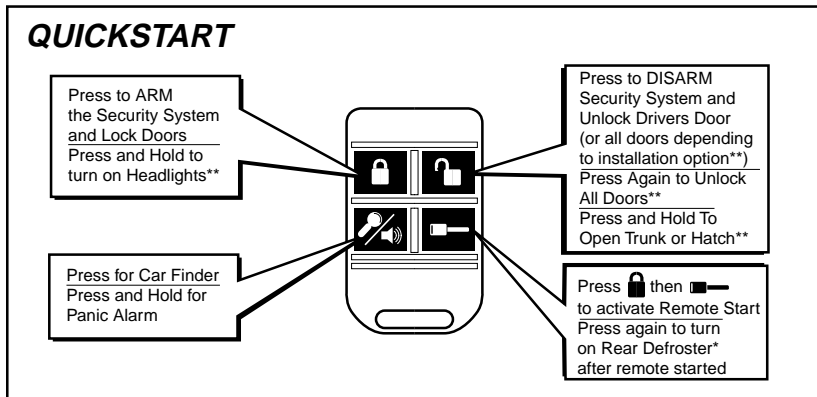 QUICKSTART
Press to ARM
the Security System
and Lock Doors
Press and Hold to
turn on Headlights**
Press to DISARM
Security System and
Unlock Drivers Door
(or all doors depending
to installation option**)
Press Again to Unlock
All Doors**
Press and Hold To
Open Trunk or Hatch**
Press for Car Finder
Press and Hold for
Panic Alarm
Press then
to activate Remote Start
Press again to turn
on Rear Defroster*
after remote started